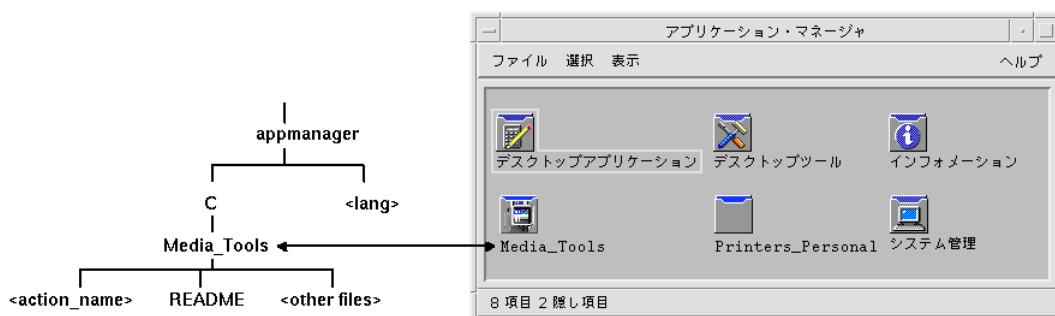 appmanager
C
<lang>
Media_Tools
<action_name>
README
<other files>
アプリケーション・マネージャ
ファイル 選択 表示 ヘルプ
デスクトップアプリケーション
デスクトップツール
インフォメーション
Media_Tools
Printers_Personal
システム管理
8 項目 2 隠し項目